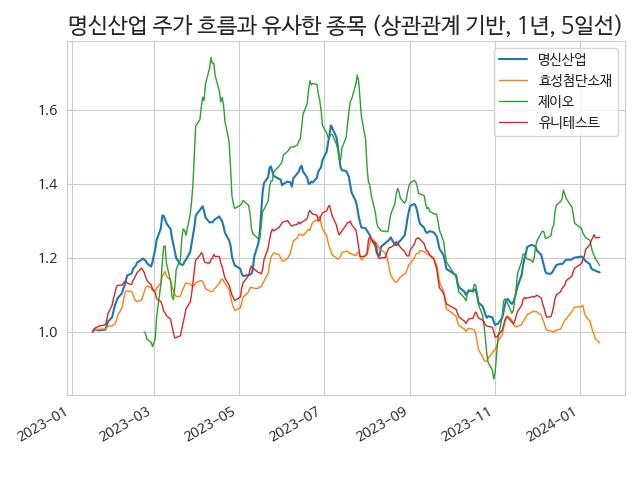 명신산업 주가 흐름과 유사한 종목 (상관관계 기반, 1년, 5일선)
명신산업
효성첨단소재
제이오
유니테스트
1.6
1.4
1.2
1.0
2023-01
2023-03
2023-05
2023-07
2023-09
2023-11
2024-01